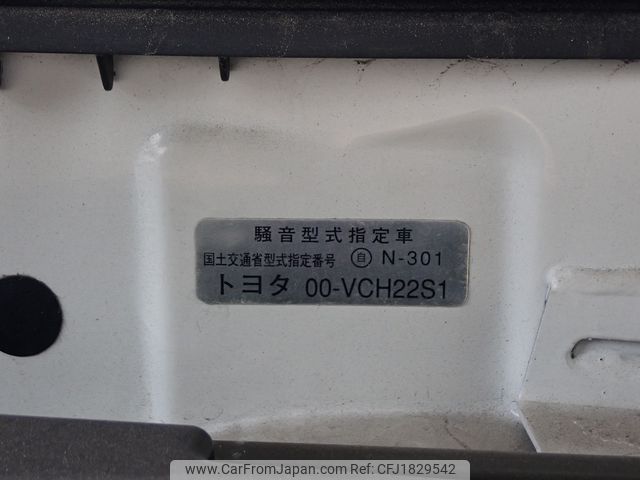 騒音型式指定車
国土交通省型式指定番号 自 N-301
トヨタ 00-VCH22S1
www.CarFromJapan.com Ref: CFJ1829542